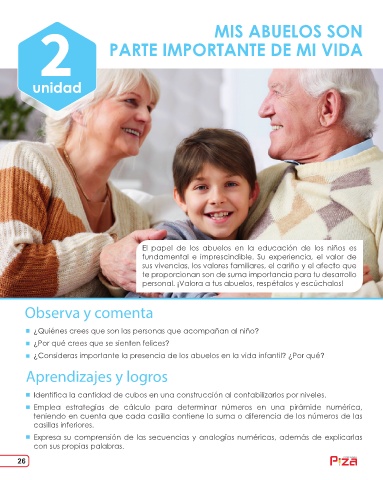 MIS ABUELOS SON
PARTE IMPORTANTE DE MI VIDA
2
unidad
El papel de los abuelos en la educación de los niños es
fundamental e imprescindible. Su experiencia, el valor de
sus vivencias, los valores familiares, el cariño y el afecto que
te proporcionan son de suma importancia para tu desarrollo
personal. ¡Valora a tus abuelos, respétalos y escúchalos!
Observa y comenta
¿Quiénes crees que son las personas que acompañan al niño?
¿Por qué crees que se sienten felices?
¿Consideras importante la presencia de los abuelos en la vida infantil? ¿Por qué?
Aprendizajes y logros
Identifica la cantidad de cubos en una construcción al contabilizarlos por niveles.
Emplea estrategias de cálculo para determinar números en una pirámide numérica,
teniendo en cuenta que cada casilla contiene la suma o diferencia de los números de las
casillas inferiores.
Expresa su comprensión de las secuencias y analogías numéricas, además de explicarlas
con sus propias palabras.
26